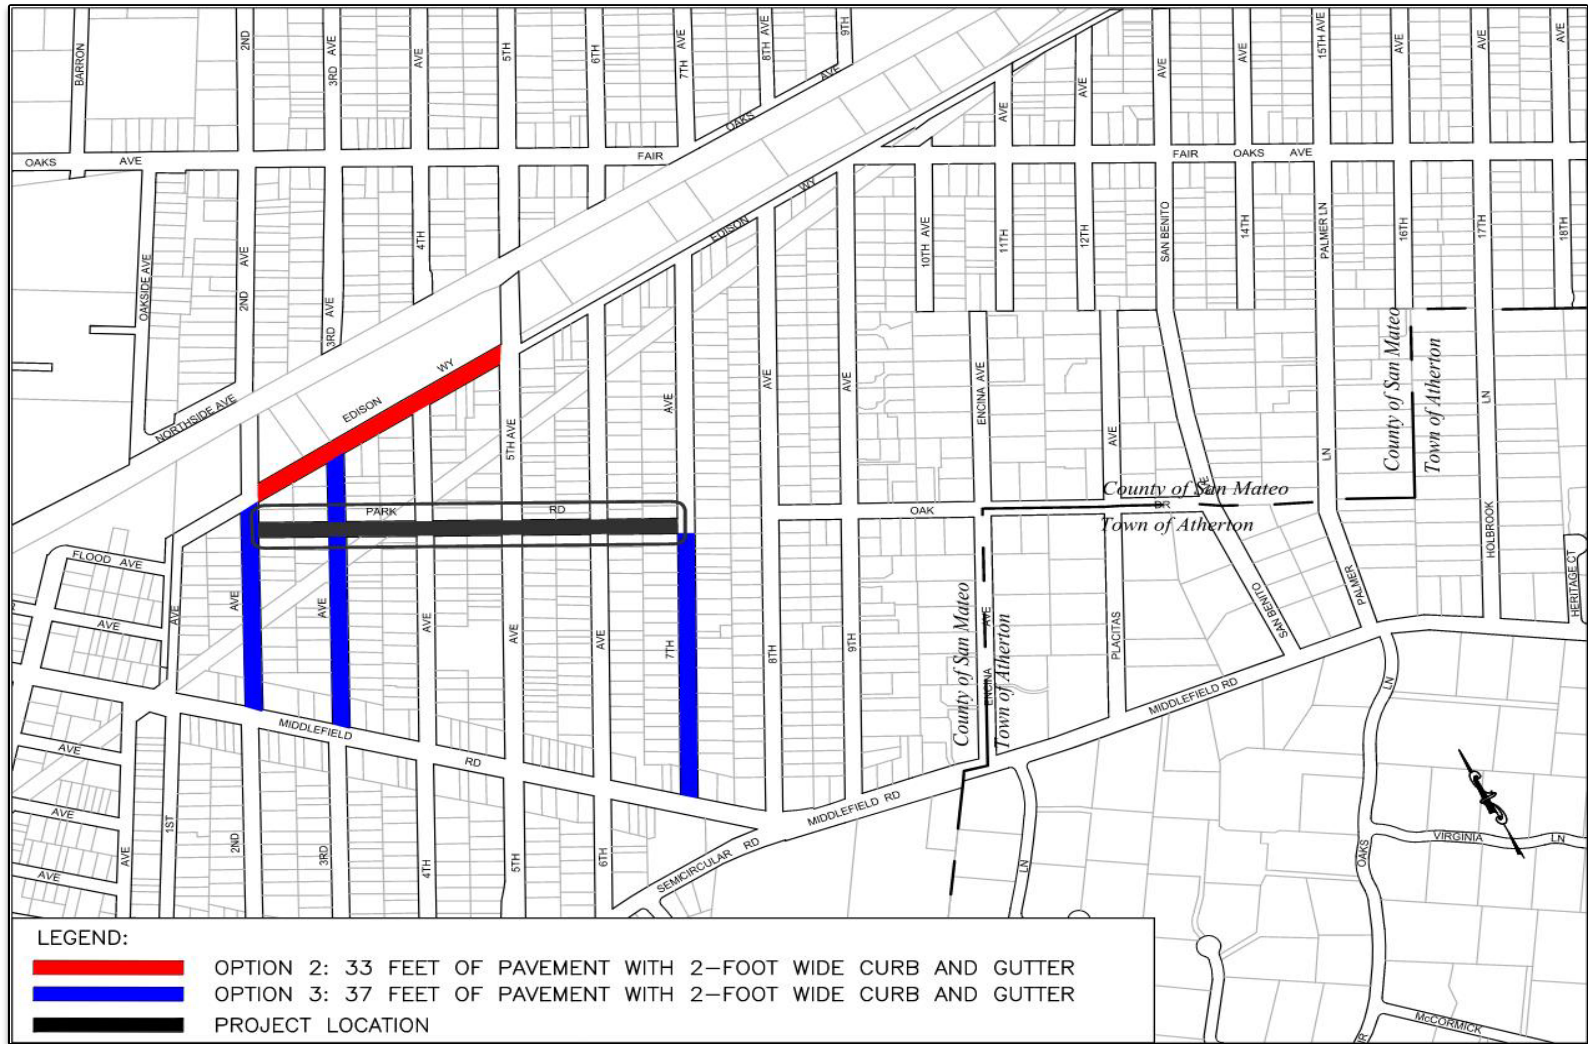 BARRON
2ND
3RD AVE
AVE
5TH
6TH
7TH AVE
8TH AVE
9TH
AVE
AVE
AVE
15TH AVE
AVE
AVE
AVE
OAKS AVE
FAIR
OAKS
AVE
FAIR OAKS AVE
AVE
AVE
OAKSIDE AVE
2ND AVE
3RD AVE
4TH
EDISON WY
10TH AVE
11TH
12TH
SAN BENITO
14TH
PALMER LN
16TH
17TH
18TH
NORTHSIDE AVE
EDISON WY
5TH AVE
AVE
AVE
AVE
ENCINA AVE
AVE
LN
LN
County of San Mateo
Town of Atherton
County of San Mateo
Town of Atherton
PARK RD
OAK
DR
AVE
HOLBROOK
HERITAGE CT
FLOOD AVE
AVE
AVE
AVE
AVE
AVE
AVE
AVE
7TH
8TH
9TH
County of San Mateo
ENCINA AVE
Town of Atherton
PLACITAS
SAN BENITO
PALMER
LN
MIDDLEFIELD RD
MIDDLEFIELD RD
MIDDLEFIELD RD
SEMICIRCULAR RD
AVE
AVE
AVE
AVE
1ST
2ND
3RD
4TH
5TH
6TH
LN
OAKS
VIRGINIA LN
McCORMICK
DR
LEGEND:
OPTION 2: 33 FEET OF PAVEMENT WITH 2-FOOT WIDE CURB AND GUTTER
OPTION 3: 37 FEET OF PAVEMENT WITH 2-FOOT WIDE CURB AND GUTTER
PROJECT LOCATION